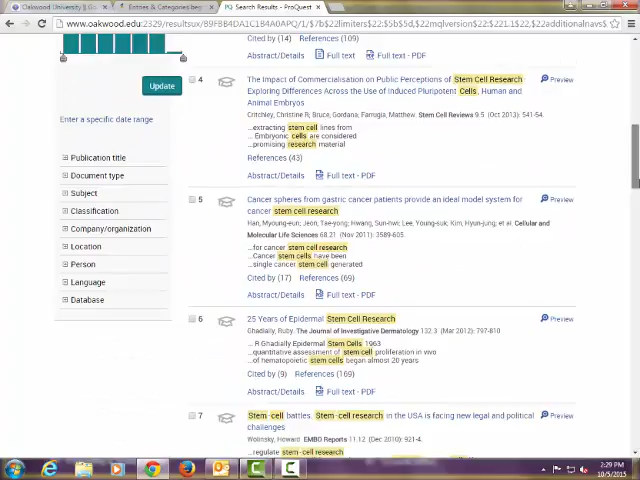 Oakwood University |
Entries & Categories bep
PQ Search Results - ProQuest
www.oakwood.edu:2329/resultsux/
Cited by (14) References (109)
Abstract/Details Full text Full text - PDF
Update
Enter a specific date range
Publication title
Document type
Subject
Classification
Company/organization
Location
Person
Language
Database
4
The Impact of Commercialisation on Public Perceptions of Stem Cell Research
Exploring Differences Across the Use of Induced Pluripotent Cells, Human and
Animal Embryos
Preview
Critchley, Christine R; Bruce, Gordana; Farrugia, Matthew. Stem Cell Reviews 9.5 (Oct 2013): 541-54.
...extracting stem cell lines from
... Embryonic cells are considered
...promising research material
References (43)
Abstract/Details Full text - PDF
5
Cancer spheres from gastric cancer patients provide an ideal model system for
cancer stem cell research
Preview
Han, Myoung-eun; Jeon, Tae-yong; Hwang, Sun-hwi; Lee, Young-suk; Kim, Hyun-jung; et al. Cellular and
Molecular Life Sciences 68.21 (Nov 2011): 3589-605.
...for cancer stem cell research
...Cancer stem cells have been
...single cancer stem cell generated
Cited by (17) References (69)
Abstract/Details Full text - PDF
6
25 Years of Epidermal Stem Cell Research
Preview
Ghadially, Ruby. The Journal of Investigative Dermatology 132.3 (Mar 2012): 797-810
... R Ghadially Epidermal Stem Cells 1963
...quantitative assessment of stem cell proliferation in vivo
...of hematopoietic stem cells began almost 20 years
Cited by (9) References (169)
Abstract/Details Full text - PDF
7
Stem-cell battles. Stem-cell research in the USA is facing new legal and political
challenges
Preview
Wolinsky, Howard. EMBO Reports 11.12 (Dec 2010): 921-4.
...regulate stem-cell research
2:29 PM
10/5/2015